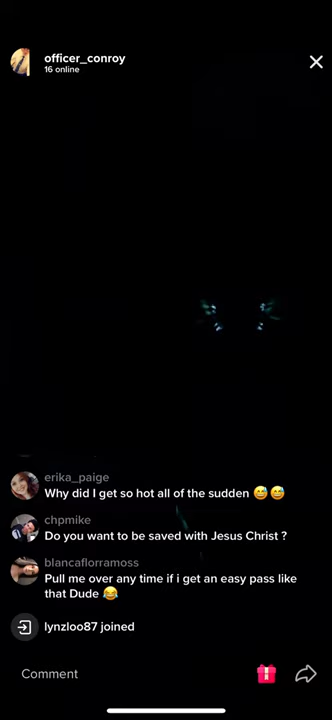 officer_conroy
16 online
erika_paige
Why did I get so hot all of the sudden 😅😅
chpmike
Do you want to be saved with Jesus Christ ?
blancaflorramoss
Pull me over any time if i get an easy pass like
that Dude 😂
lynzloo87 joined
Comment